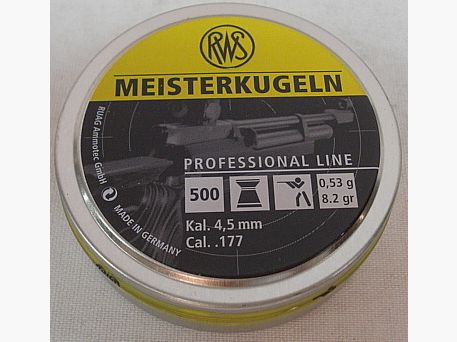 RWS
MEISTERKUGELN
PROFESSIONAL LINE
500
0,53 g
8.2 gr
Kal. 4,5 mm
Cal. .177
RUAG Ammotec GmbH
MADE IN GERMANY